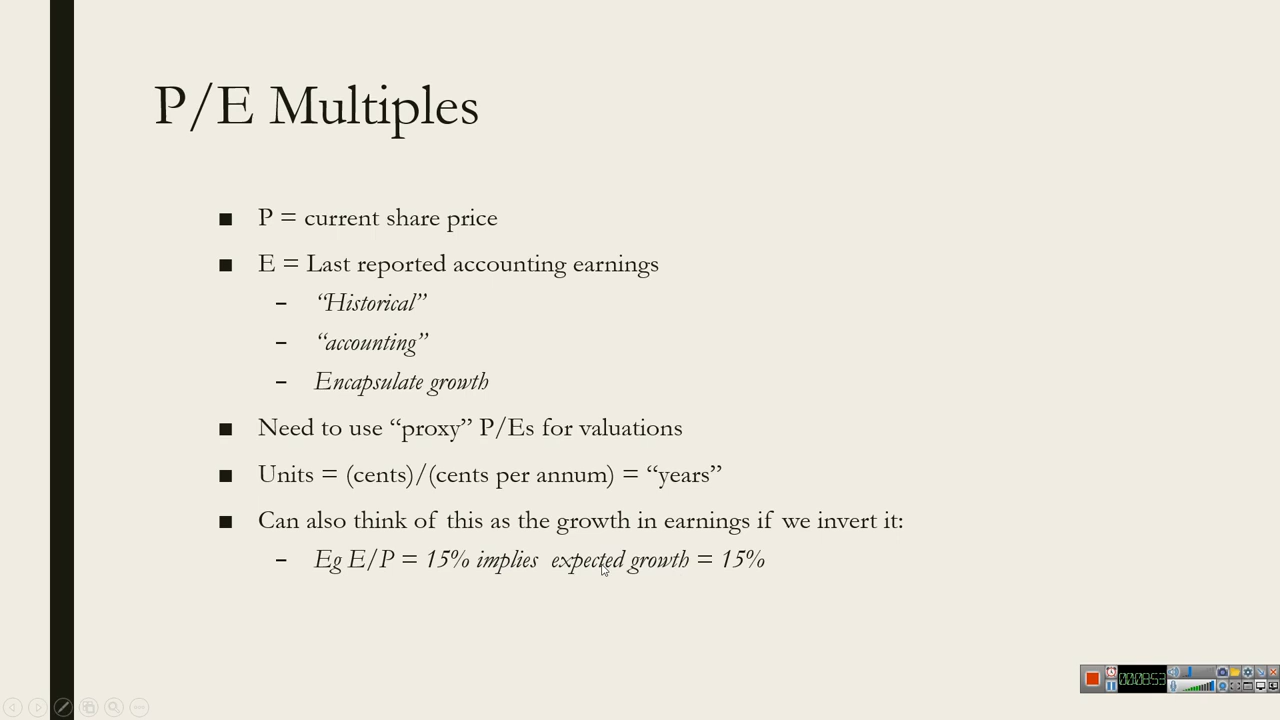 P/E Multiples
■ P = current share price
■ E = Last reported accounting earnings
– “Historical”
– “accounting”
– Encapsulate growth
■ Need to use “proxy” P/Es for valuations
■ Units = (cents)/(cents per annum) = “years”
■ Can also think of this as the growth in earnings if we invert it:
– Eg E/P = 15% implies expected growth = 15%
000853